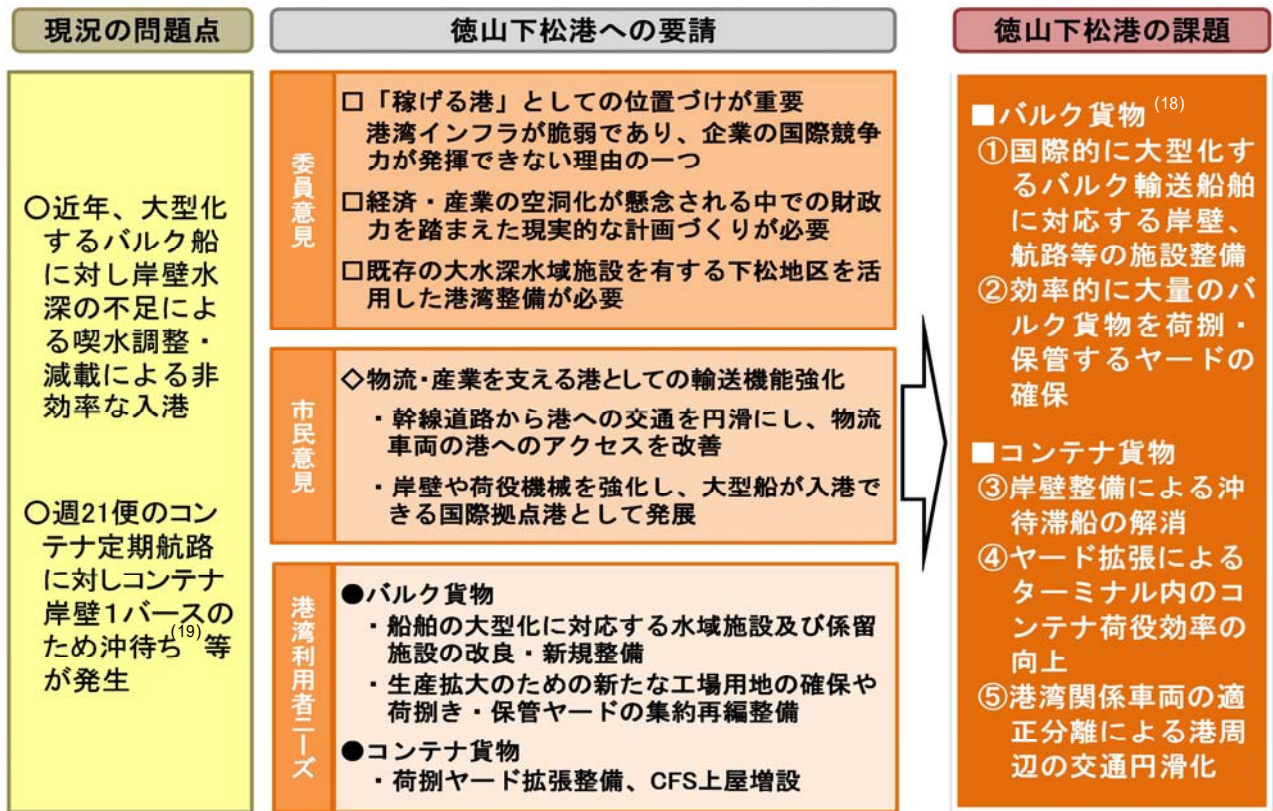 現況の問題点
○近年、大型化
するバルク船
に対し岸壁水
深の不足によ
る喫水調整・
減載による非
効率な入港
○週21便のコン
テナ定期航路
に対しコンテナ
岸壁1バースの
ため沖待ち(19)等
が発生
徳山下松港への要請
委員意見
□「稼げる港」としての位置づけが重要
港湾インフラが脆弱であり、企業の国際競争
力が発揮できない理由の一つ
□経済・産業の空洞化が懸念される中での財政
力を踏まえた現実的な計画づくりが必要
□既存の大水深水域施設を有する下松地区を活
用した港湾整備が必要
市民意見
◇物流・産業を支える港としての輸送機能強化
・幹線道路から港への交通を円滑にし、物流
車両の港へのアクセスを改善
・岸壁や荷役機械を強化し、大型船が入港で
きる国際拠点港として発展
港湾利用者ニーズ
●バルク貨物
・船舶の大型化に対応する水域施設及び係留
施設の改良・新規整備
・生産拡大のための新たな工場用地の確保や
荷捌き・保管ヤードの集約再編整備
●コンテナ貨物
・荷捌ヤード拡張整備、CFS上屋増設
徳山下松港の課題
■バルク貨物(18)
①国際的に大型化す
るバルク輸送船舶
に対応する岸壁、
航路等の施設整備
②効率的に大量のバ
ルク貨物を荷捌・
保管するヤードの
確保
■コンテナ貨物
③岸壁整備による沖
待滞船の解消
④ヤード拡張による
ターミナル内のコ
ンテナ荷役効率の
向上
⑤港湾関係車両の適
正分離による港周
辺の交通円滑化